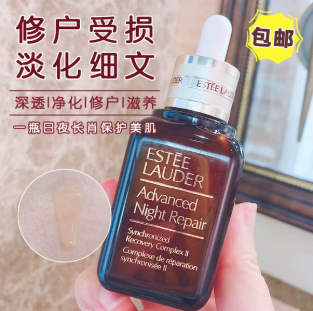 修户受损
淡化细文
包邮
深透|净化|修户|滋养
一瓶日夜长肖保护美肌
ESTĒE LAUDER
ESTĒE
LAUDER
Advanced
Night Repair
Synchronized
Recovery Complex II
Complexe de réparation
synchronisée II